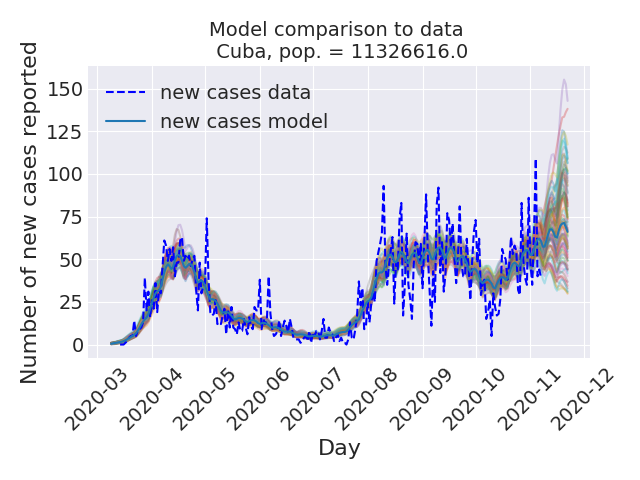 Model comparison to data
Cuba, pop. = 11326616.0
Number of new cases reported
150
125
100
75
50
25
0
new cases data
new cases model
2020-03
2020-04
2020-05
2020-06
2020-07
2020-08
2020-09
2020-10
2020-11
2020-12
Day